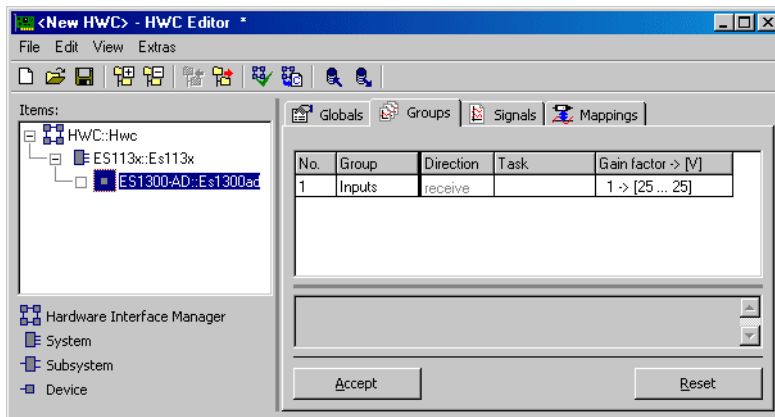 <New HWC> - HWC Editor *
File Edit View Extras
Items:
HWC::Hwc
ES113x::Es113x
ES1300-AD::Es1300ad
Hardware Interface Manager
System
Subsystem
Device
Globals Groups Signals Mappings
No. Group Direction Task Gain factor -> [V]
1 Inputs receive 1 -> [25 ... 25]
Accept Reset